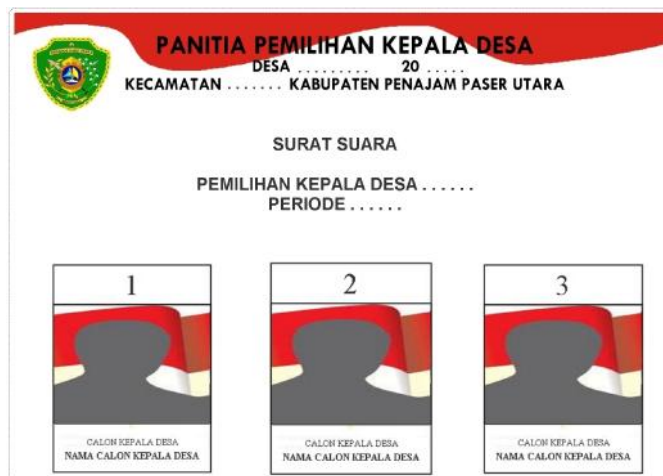 PANITIA PEMILIHAN KEPALA DESA
DESA ......... 20 .....
KECAMATAN ....... KABUPATEN PENAJAM PASER UTARA
SURAT SUARA
PEMILIHAN KEPALA DESA ......
PERIODE ......
1 2 3
CALON KEPALA DESA CALON KEPALA DESA CALON KEPALA DESA
NAMA CALON KEPALA DESA NAMA CALON KEPALA DESA NAMA CALON KEPALA DESA